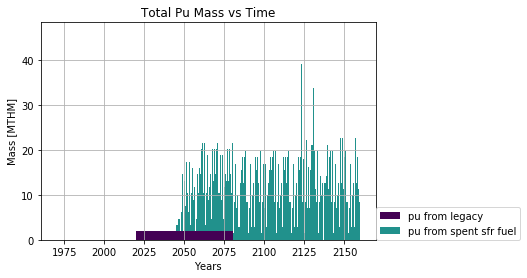 Total Pu Mass vs Time
Mass [MTHM]
40
30
20
10
0
1975 2000 2025 2050 2075 2100 2125 2150
Years
pu from legacy
pu from spent sfr fuel